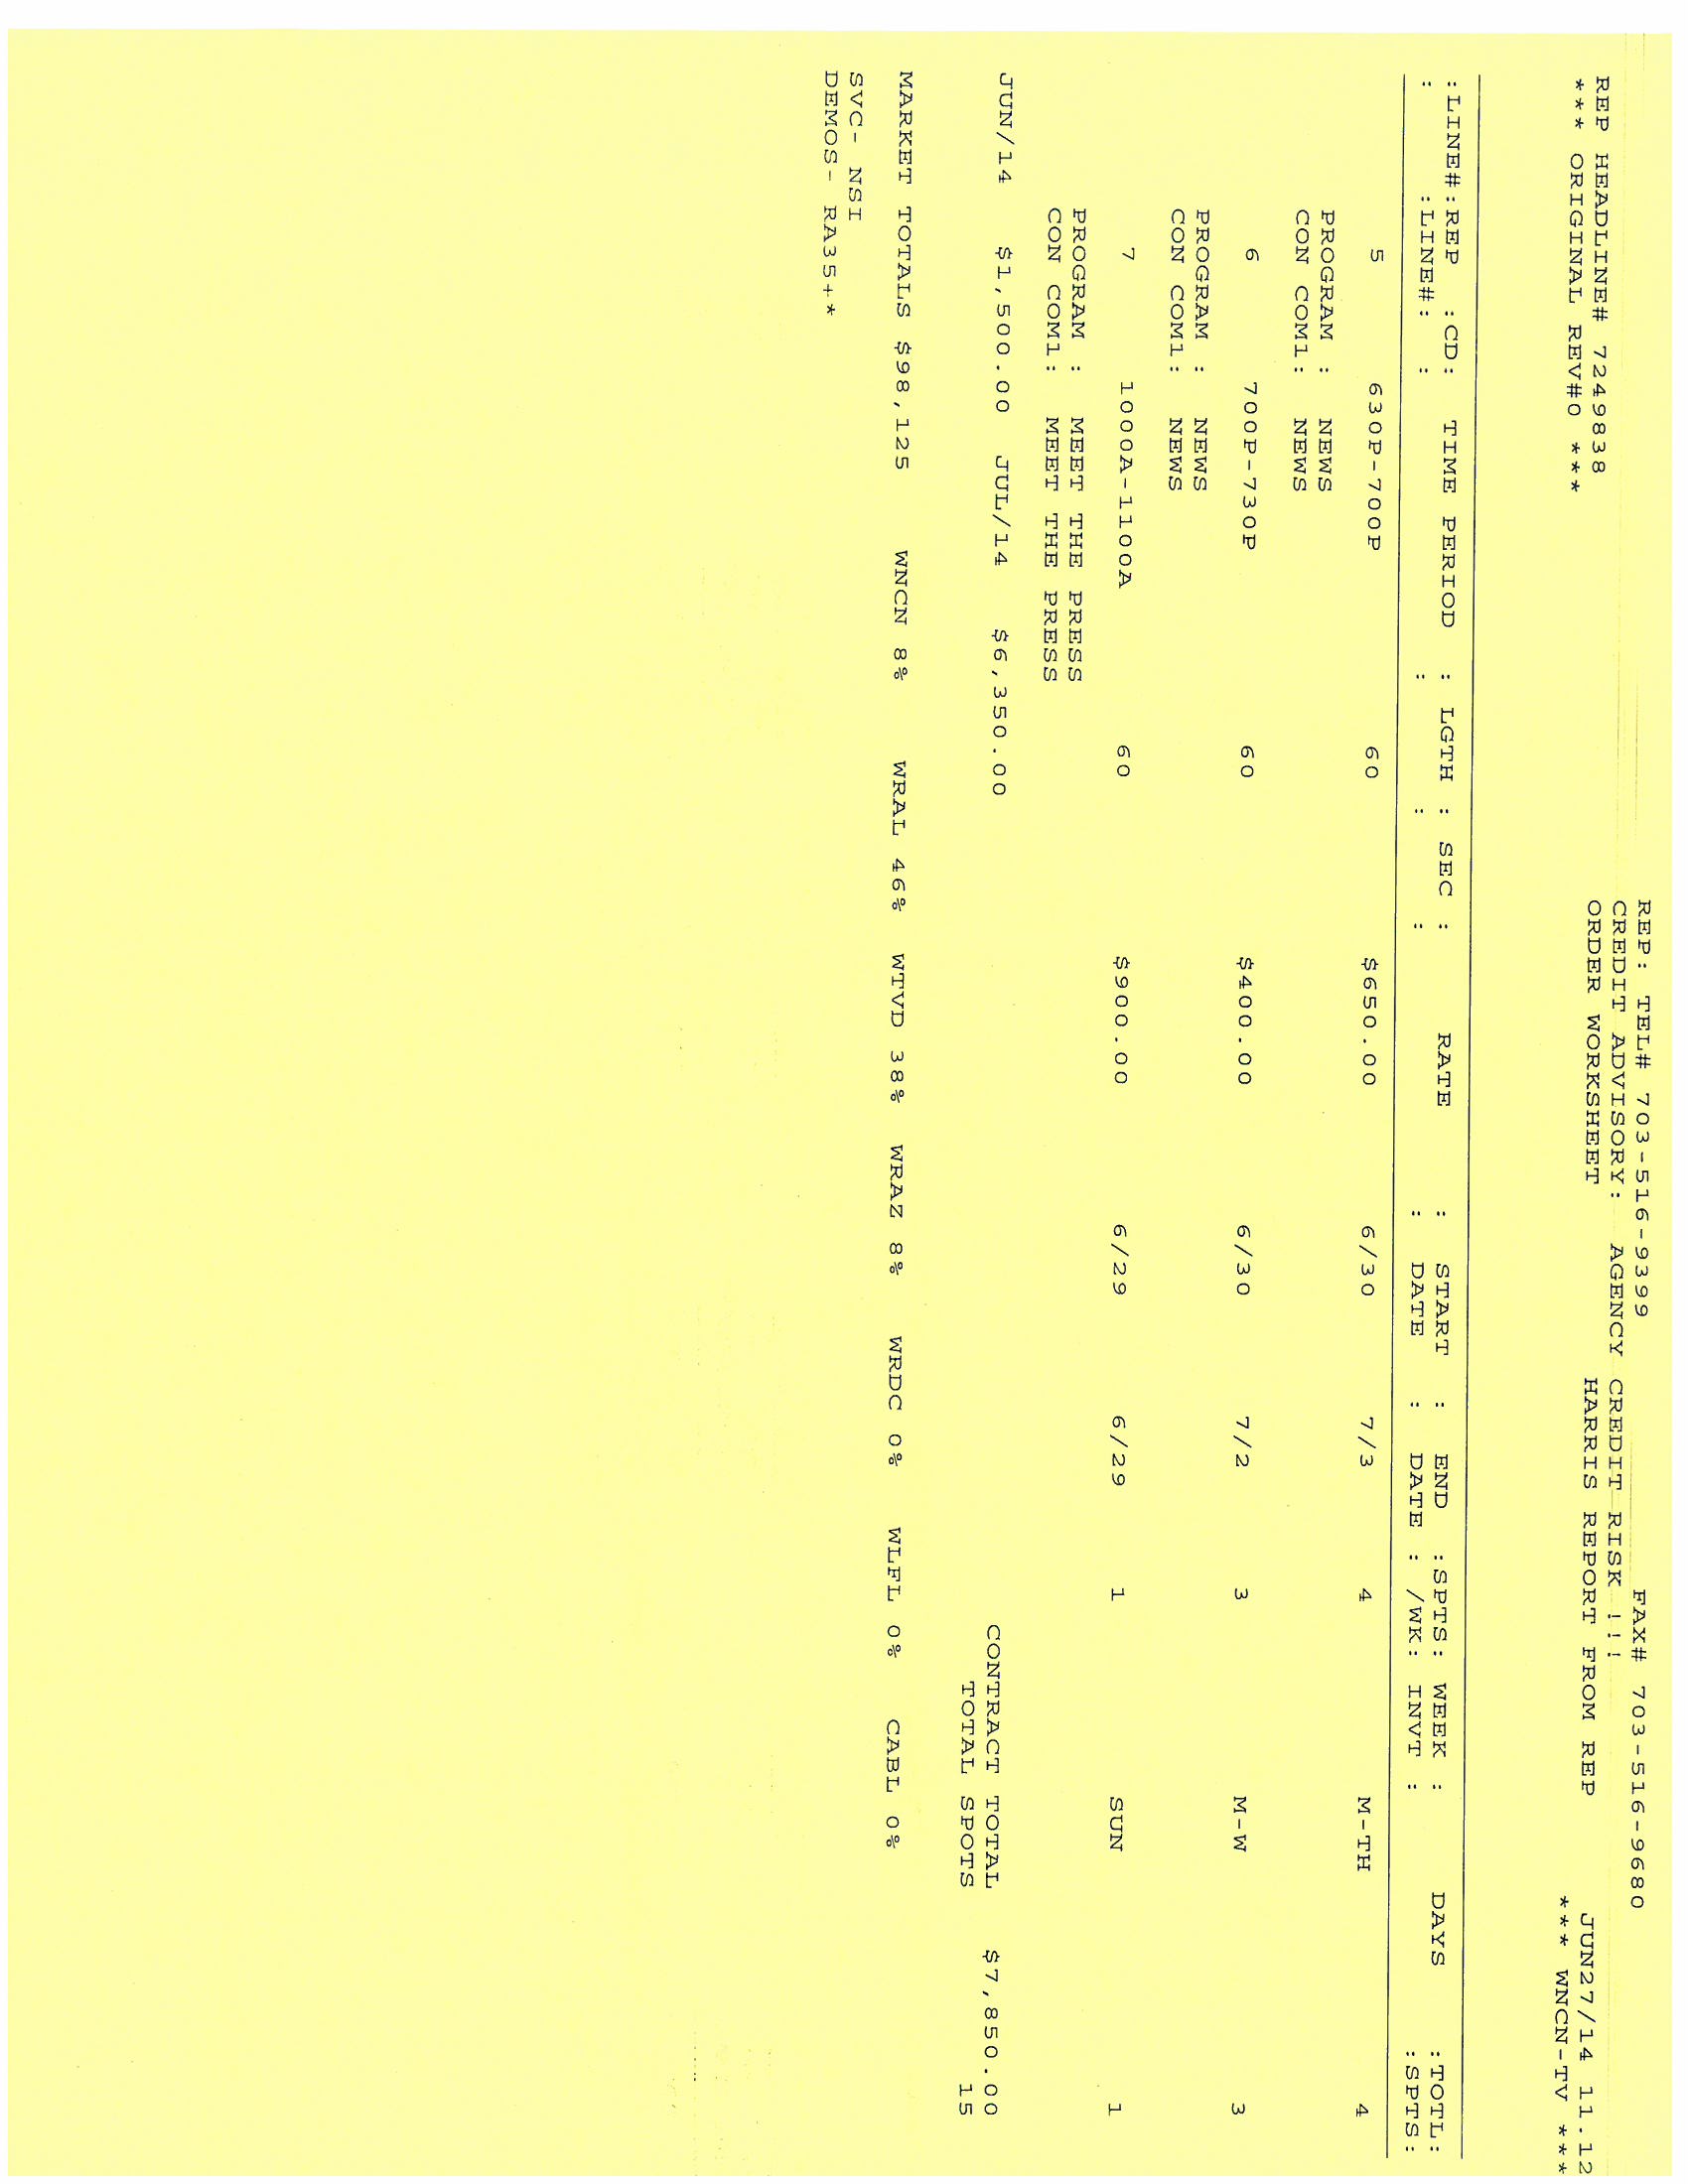 REP: TEL# 703-516-9399 FAX# 703-516-9680
CREDIT ADVISORY: AGENCY CREDIT RISK !!!
REP HEADLINE# 7249838 ORDER WORKSHEET HARRIS REPORT FROM REP JUN27/14 11.12
*** ORIGINAL REV#0 *** *** WNCN-TV ***
:LINE#:REP :CD: TIME PERIOD : LGTH : SEC : RATE : START : END :SPTS: WEEK : DAYS :TOTL:
: :LINE#: : : : : : DATE : DATE : /WK: INVT : :SPTS:
5 630P-700P 60 $650.00 6/30 7/3 4 M-TH 4
PROGRAM : NEWS
CON COM1: NEWS
6 700P-730P 60 $400.00 6/30 7/2 3 M-W 3
PROGRAM : NEWS
CON COM1: NEWS
7 1000A-1100A 60 $900.00 6/29 6/29 1 SUN 1
PROGRAM : MEET THE PRESS
CON COM1: MEET THE PRESS
JUN/14 $1,500.00 JUL/14 $6,350.00 CONTRACT TOTAL $7,850.00
TOTAL SPOTS 15
MARKET TOTALS $98,125 WNCN 8% WRAL 46% WTVD 38% WRAZ 8% WRDC 0% WLFL 0% CABL 0%
SVC- NSI
DEMOS- RA35+*